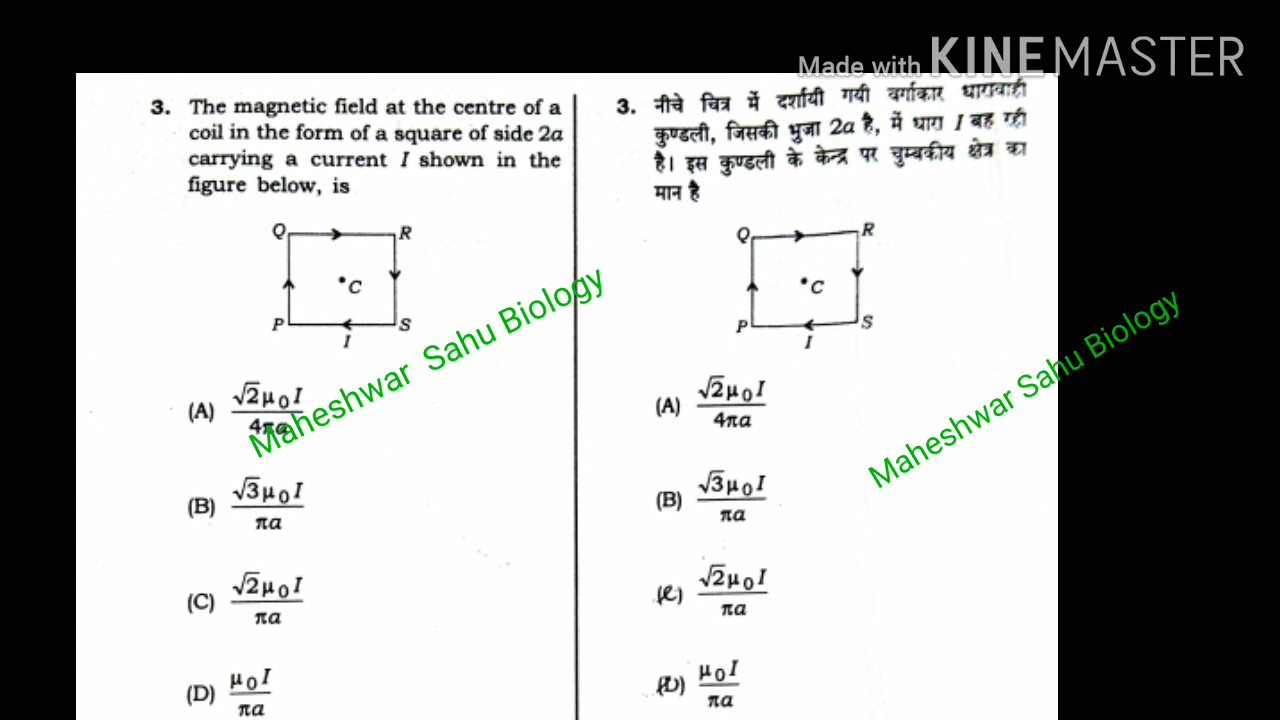 Made with KINEMASTER
3. The magnetic field at the centre of a
coil in the form of a square of side 2a
carrying a current I shown in the
figure below, is
Q R
C
P S
I
(A) √2μ₀I
4πa
(B) √3μ₀I
πa
(C) √2μ₀I
πa
(D) μ₀I
πa
3. नीचे चित्र में दर्शायी गयी वर्गाकार धारावाही
कुण्डली, जिसकी भुजा 2a है, में धारा I बह रही
है। इस कुण्डली के केन्द्र पर चुम्बकीय क्षेत्र का
मान है
Q R
C
P S
I
(A) √2μ₀I
4πa
(B) √3μ₀I
πa
(C) √2μ₀I
πa
(D) μ₀I
πa
Maheshwar Sahu Biology
Maheshwar Sahu Biology